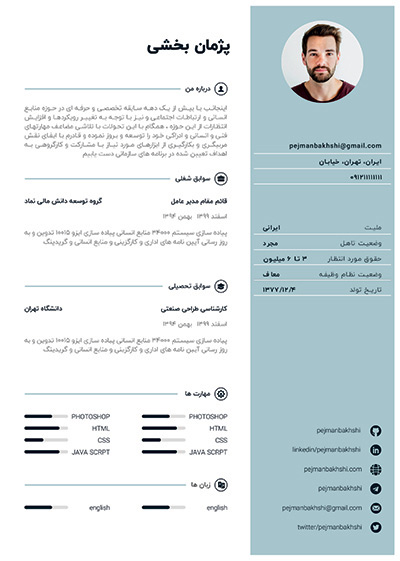 پژمان بخشی
درباره من
اینجانب با بیش از یک دهه سابقه تخصصی و حرفه ای در حوزه منابع
انسانی و ارتباطات اجتماعی و نیز با توجه به تغییر رویکردها و افزایش
انتظارات از این حوزه ، همگام با این تحولات با تلاشی مضاعف مهارتهای
فنی و انسانی و ادراکی خود را توسعه و بروز نموده و قادرم با ایفای نقش
مربیگری و بکارگیری از ابزارهای مورد نیاز با مشارکت و کارگروهی به
اهداف تعیین شده در برنامه های سازمانی دست یابیم
سوابق شغلی
قائم مقام مدیر عامل گروه توسعه دانش مالی نماد
اسفند ۱۳۹۹ بهمن ۱۳۹۴
پیاده سازی سیستم ۳۴۰۰۰ منابع انسانی پیاده سازی ایزو ۱۰۰۱۵ تدوین و به
روز رسانی آیین نامه های اداری و کارگزینی و منابع انسانی و گریدینگ
سوابق تحصیلی
کارشناسی طراحی صنعتی دانشگاه تهران
اسفند ۱۳۹۹ بهمن ۱۳۹۴
پیاده سازی سیستم ۳۴۰۰۰ منابع انسانی پیاده سازی ایزو ۱۰۰۱۵ تدوین و به
روز رسانی آیین نامه های اداری و کارگزینی و منابع انسانی و گریدینگ
مهارت ها
PHOTOSHOP PHOTOSHOP
HTML HTML
CSS CSS
JAVA SCRPT JAVA SCRPT
زبان ها
english english
pejmanbakhshi@gmail.com
ایران، تهران، خیابان
۰۹۱۲۱۱۱۱۱۱۱
ملیت ایرانی
وضعیت تاهل مجرد
حقوق مورد انتظار ۳ تا ۶ میلیون
وضعیت نظام وظیفه معاف
تاریخ تولد ۱۳۷۷/۱۲/۴
pejmanbakhshi
linkedin/pejmanbakhshi
pejmanbakhshi.com
pejmanbakhshi
pejmanbakhshi@gmail.com
twitter/pejmanbakhshi